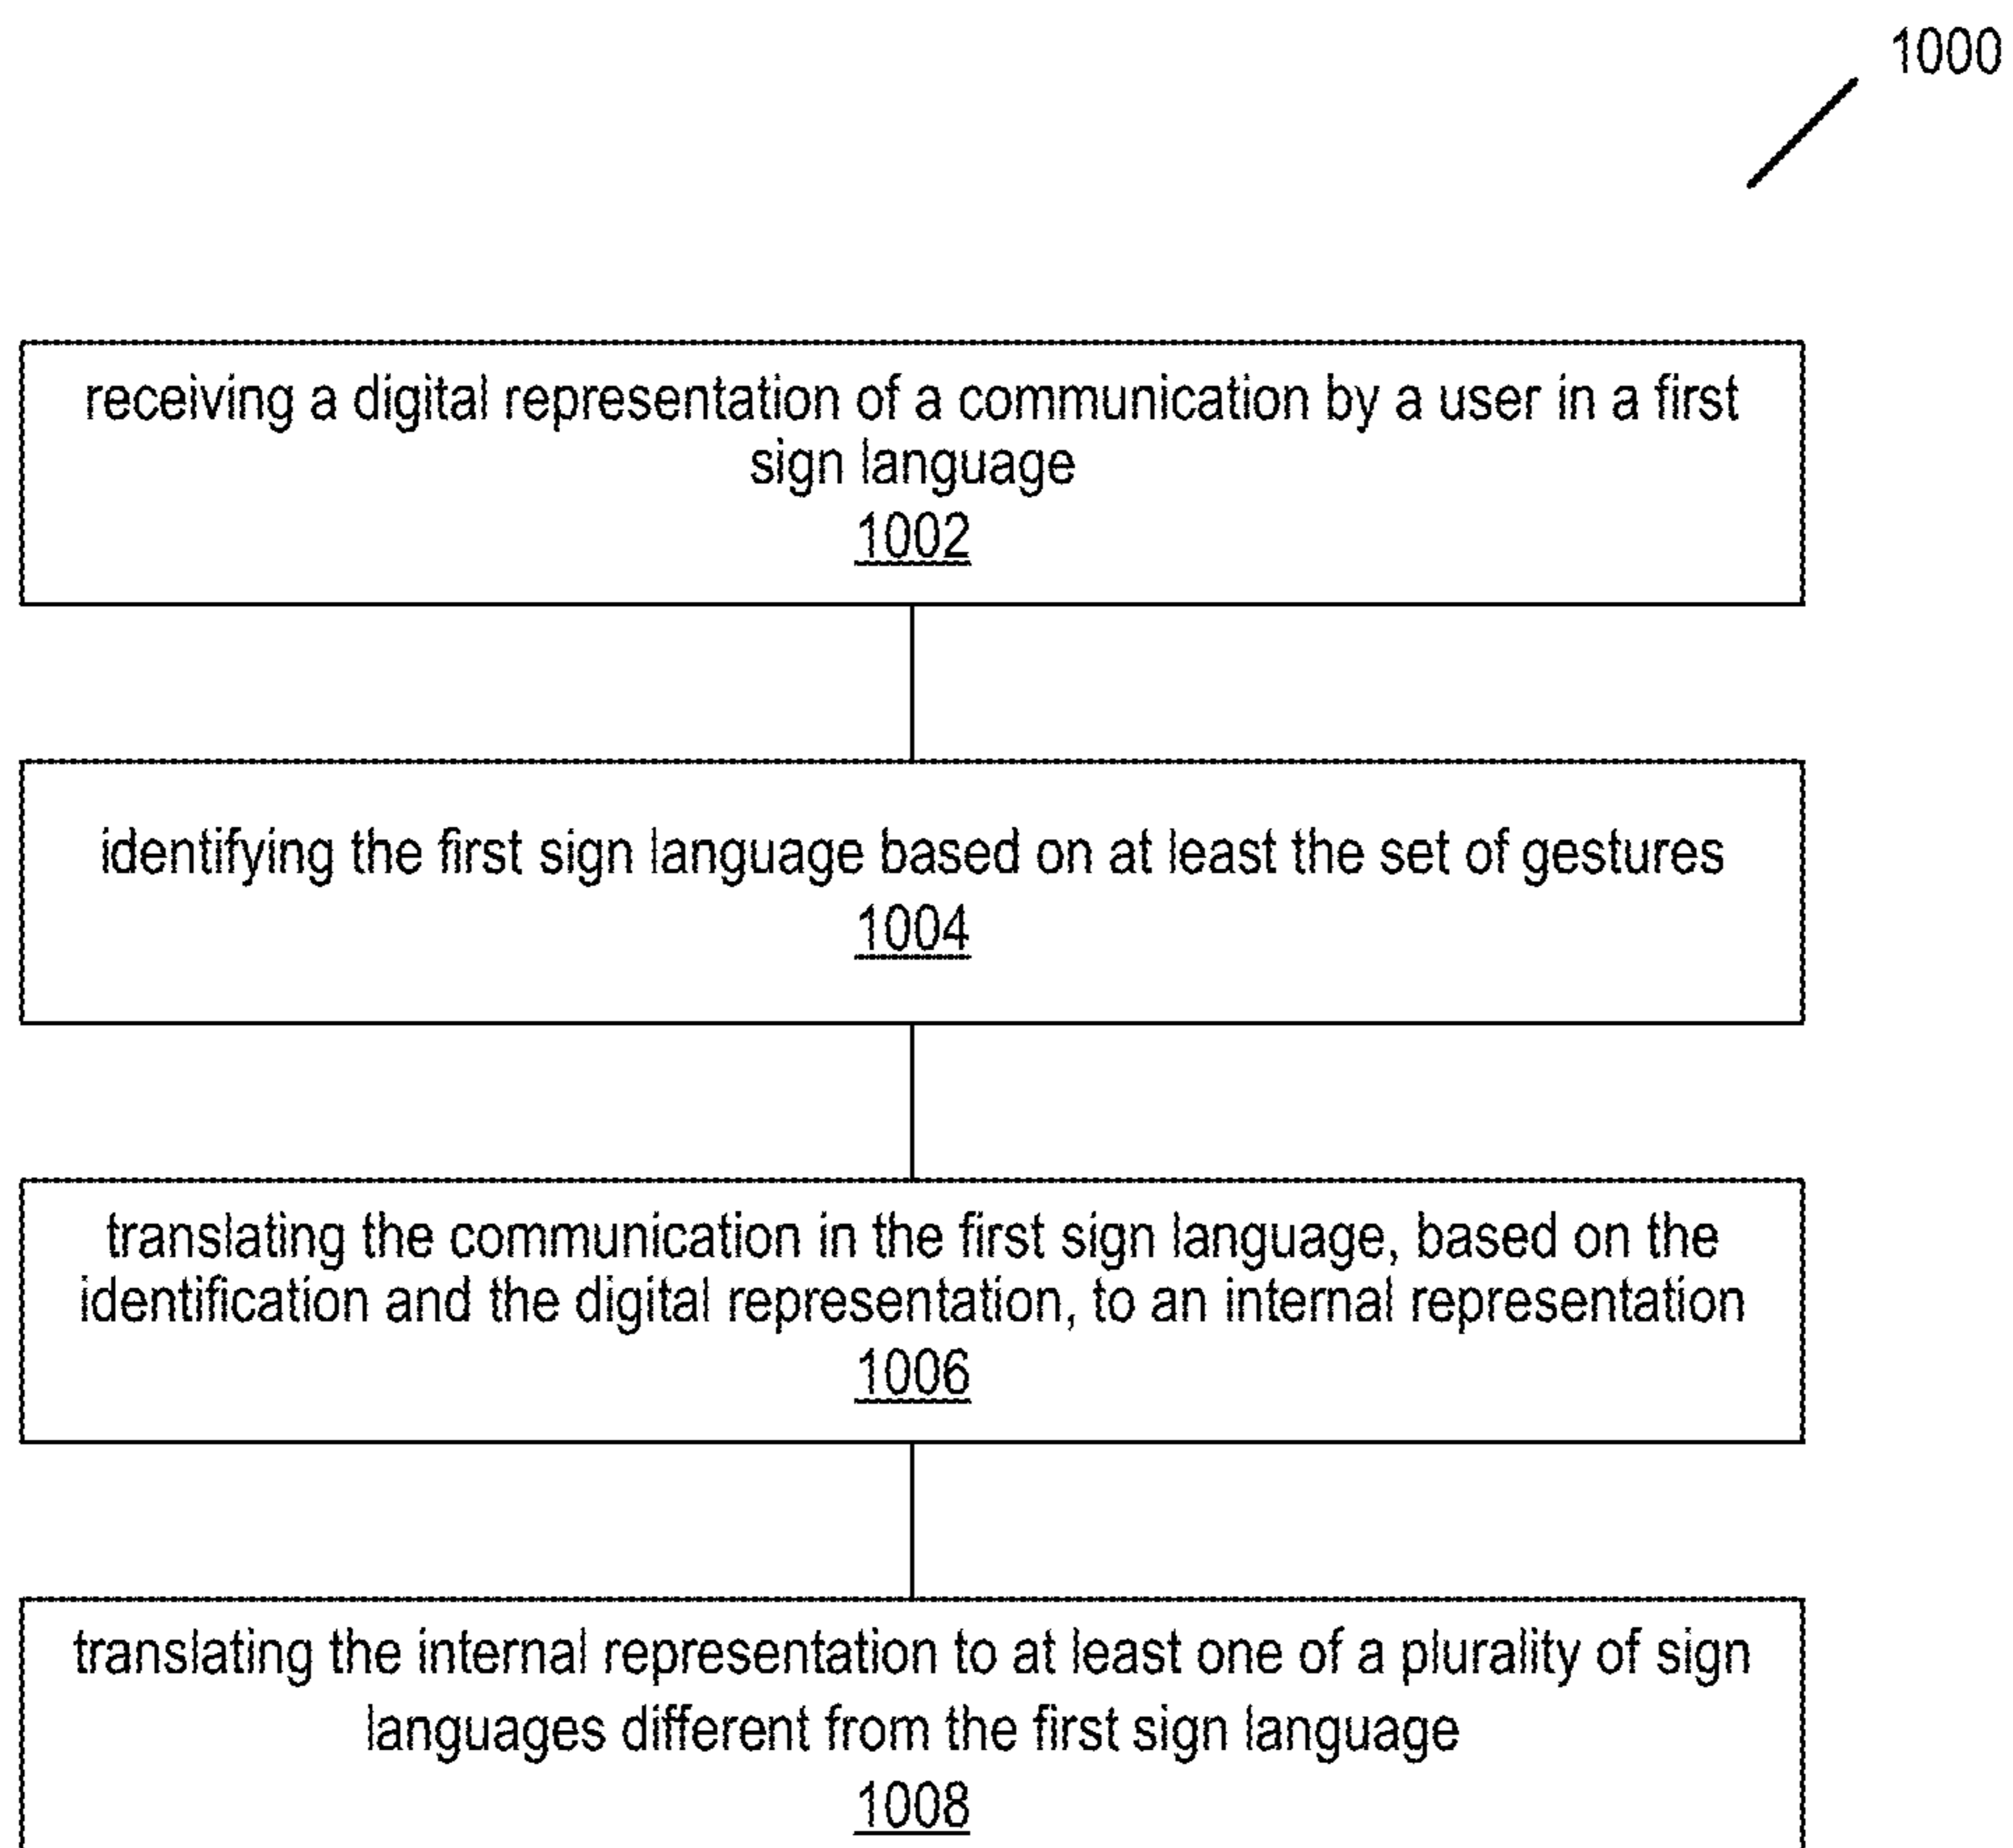 1000
receiving a digital representation of a communication by a user in a first
sign language
1002
identifying the first sign language based on at least the set of gestures
1004
translating the communication in the first sign language, based on the
identification and the digital representation, to an internal representation
1006
translating the internal representation to at least one of a plurality of sign
languages different from the first sign language
1008